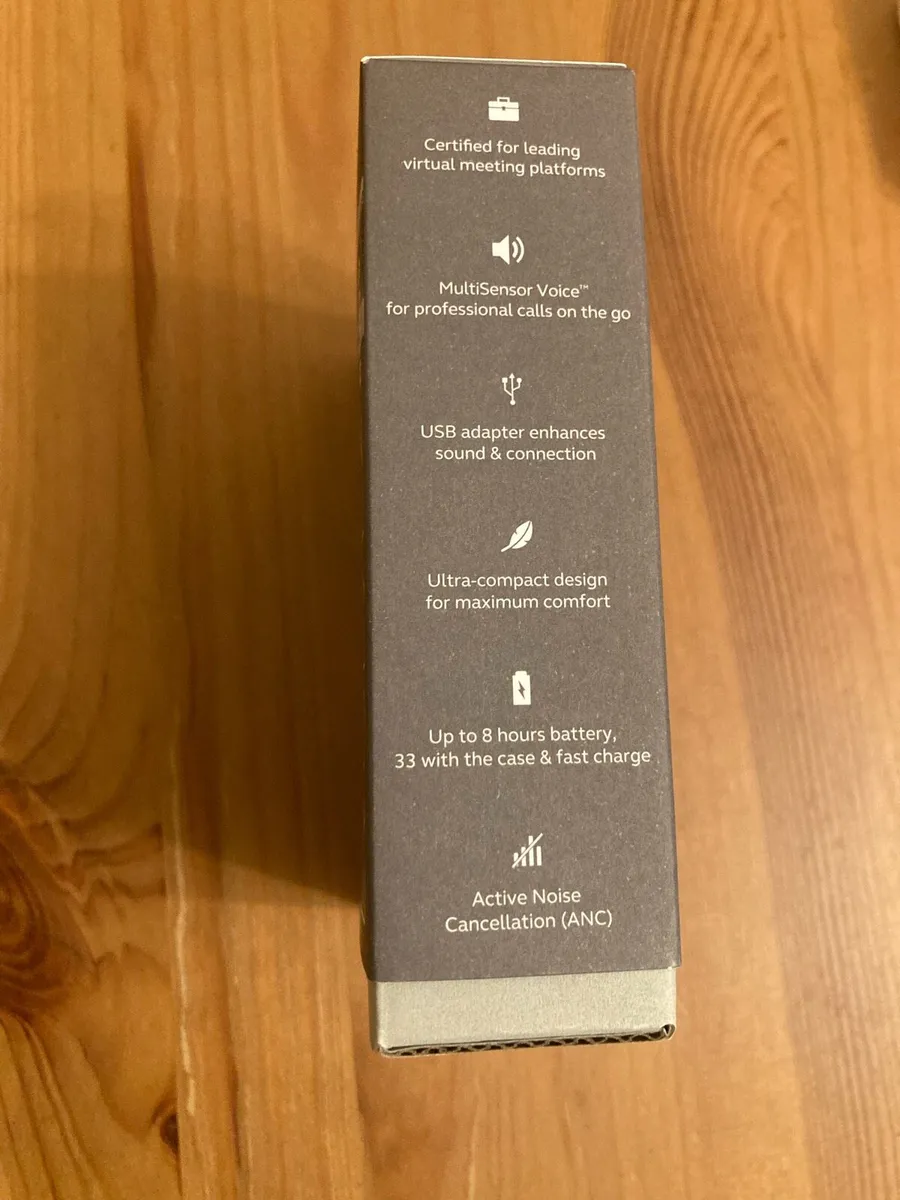 Certified for leading
virtual meeting platforms
MultiSensor Voice™
for professional calls on the go
USB adapter enhances
sound & connection
Ultra-compact design
for maximum comfort
Up to 8 hours battery,
33 with the case & fast charge
Active Noise
Cancellation (ANC)